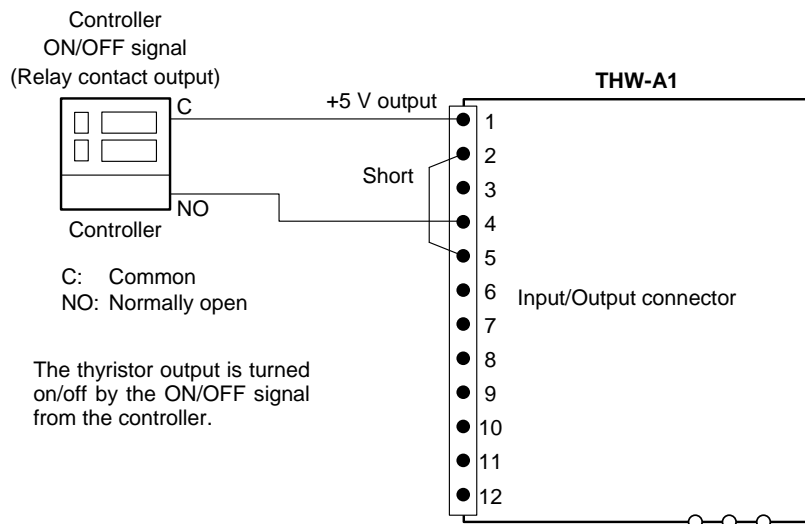 Controller
ON/OFF signal
(Relay contact output)
C
+5 V output
THW-A1
1
2
Short
3
NO
4
Controller
5
C: Common
NO: Normally open
6
Input/Output connector
7
The thyristor output is turned
on/off by the ON/OFF signal
from the controller.
8
9
10
11
12